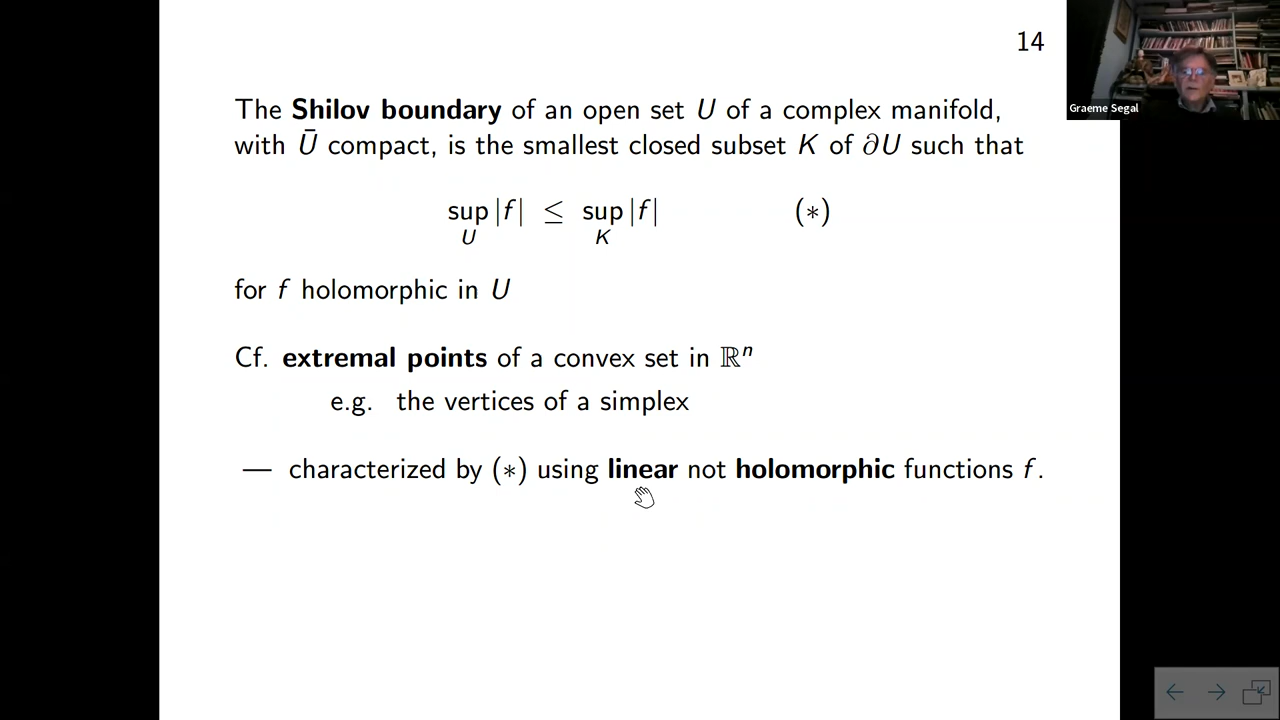 14
Graeme Segal
The Shilov boundary of an open set U of a complex manifold,
with Ū compact, is the smallest closed subset K of ∂U such that
sup|f| ≤ sup|f| (∗)
U K
for f holomorphic in U
Cf. extremal points of a convex set in ℝⁿ
e.g. the vertices of a simplex
— characterized by (∗) using linear not holomorphic functions f.